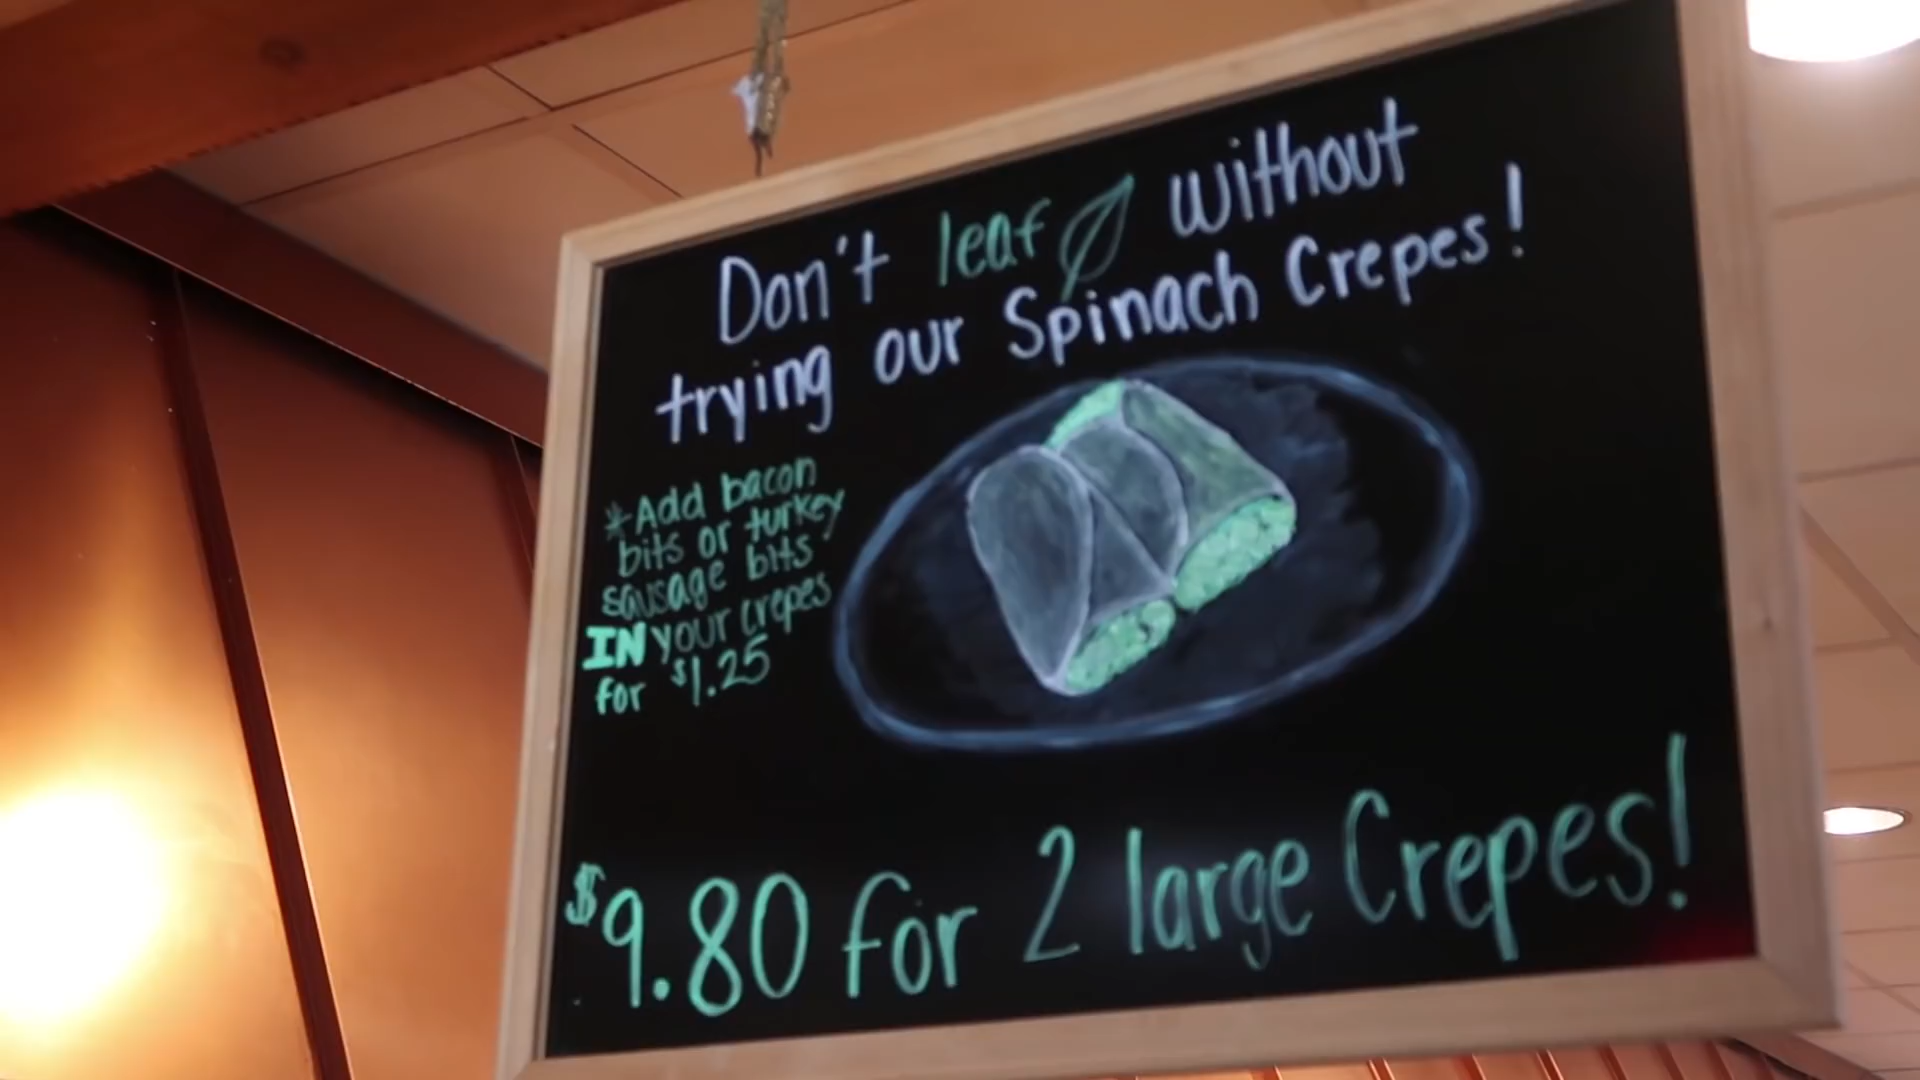 Don't leaf without
trying our Spinach Crepes!
*Add bacon
bits or turkey
sausage bits
IN your crepes
for $1.25
$9.80 for 2 large Crepes!